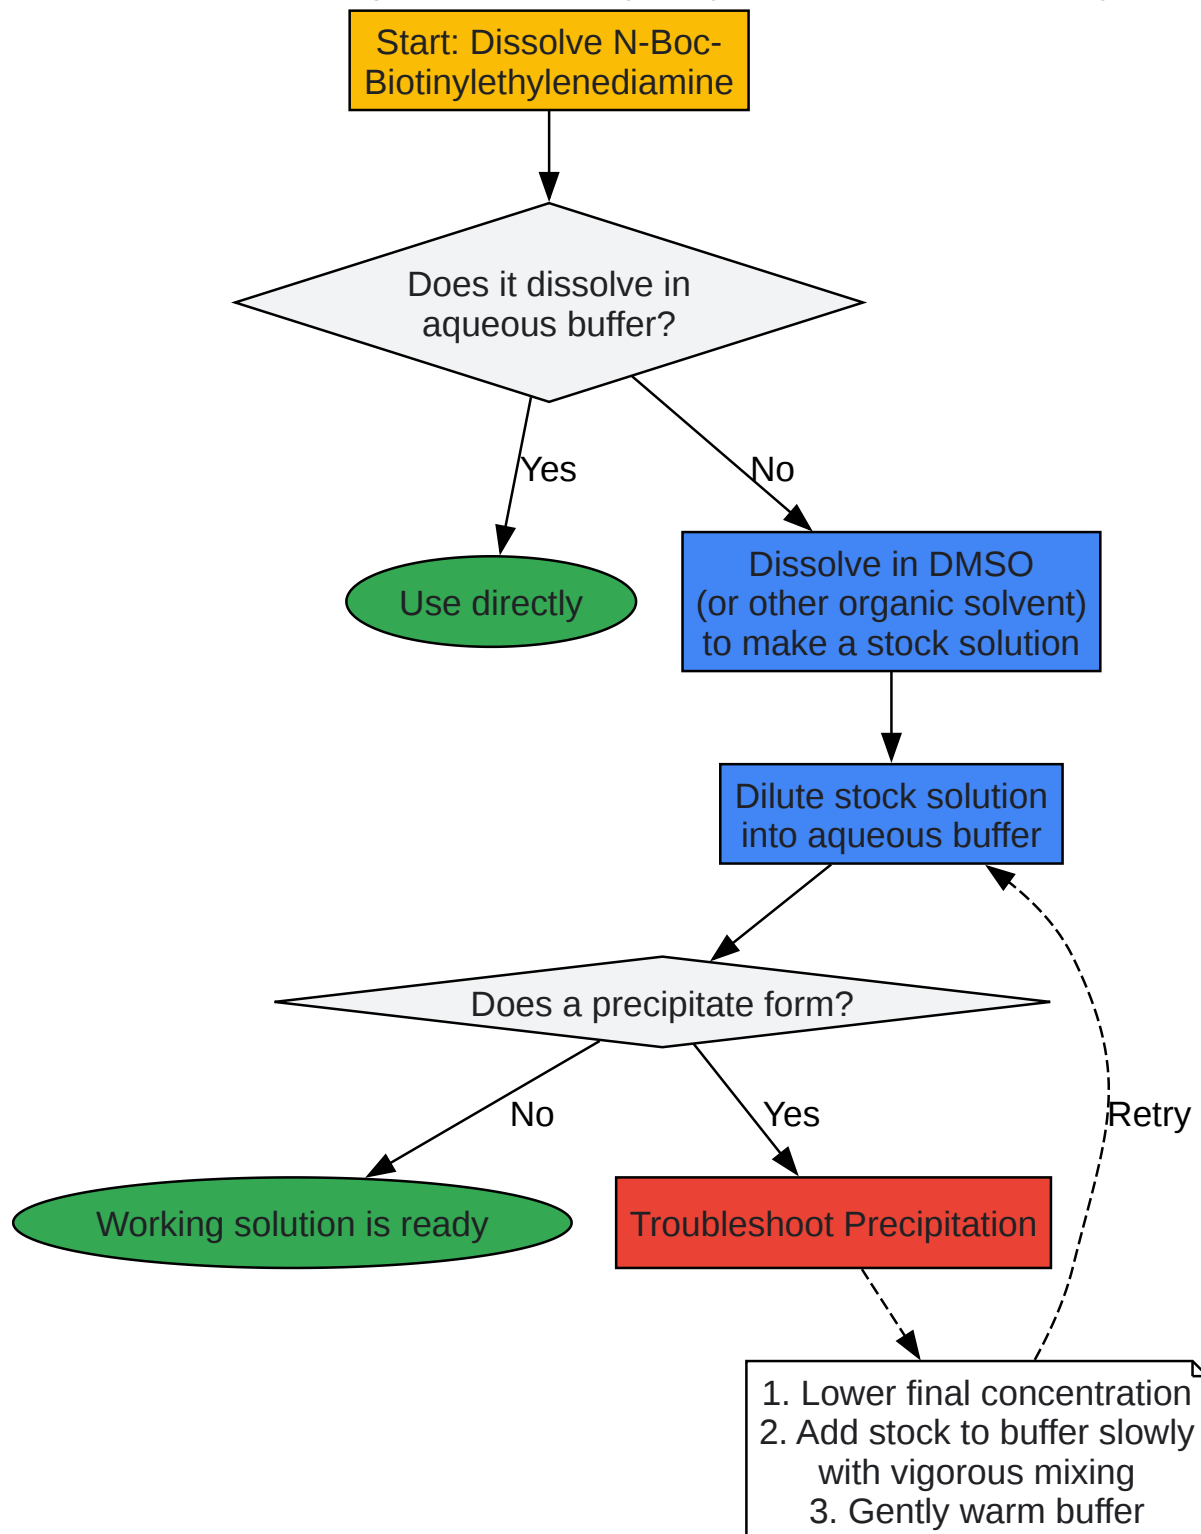 Start: Dissolve N-Boc-
Biotinylethylenediamine
Does it dissolve in
aqueous buffer?
Yes
No
Use directly
Dissolve in DMSO
(or other organic solvent)
to make a stock solution
Dilute stock solution
into aqueous buffer
Does a precipitate form?
No
Yes
Retry
Working solution is ready
Troubleshoot Precipitation
1. Lower final concentration
2. Add stock to buffer slowly
with vigorous mixing
3. Gently warm buffer